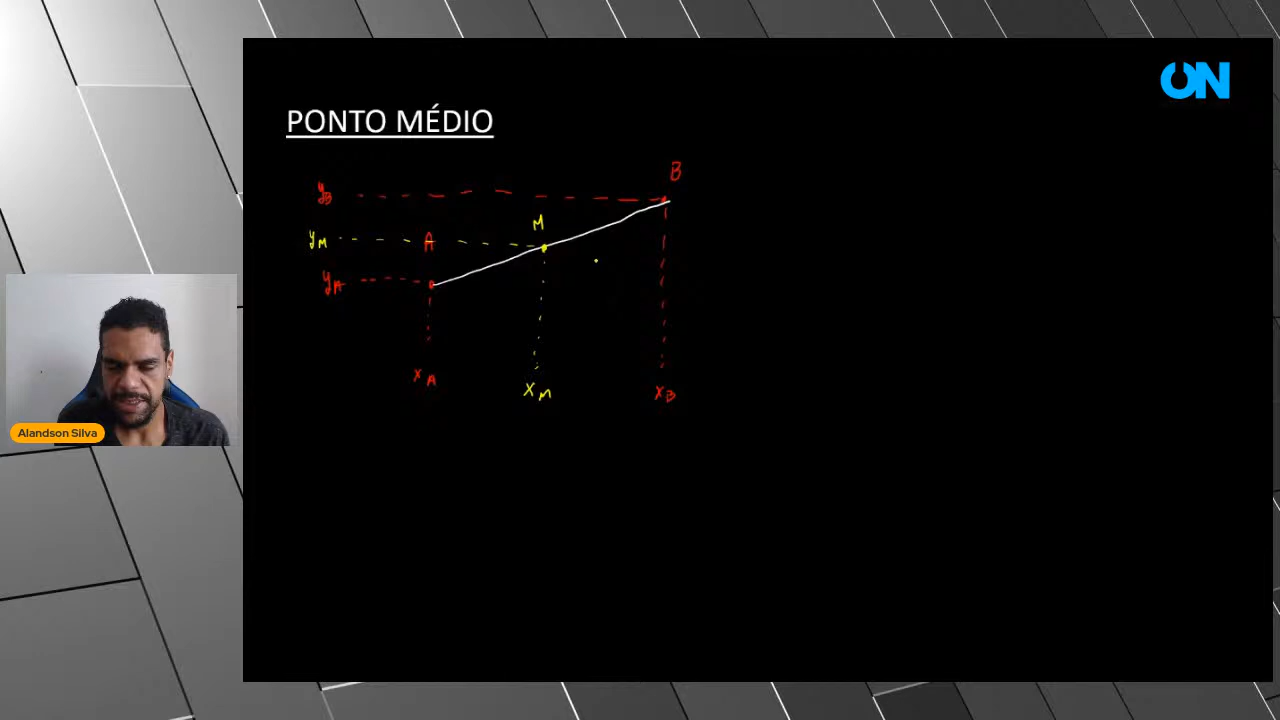 ON
PONTO MÉDIO
B
yB
M
yM
A
yA
xA
xM
xB
Alandson Silva